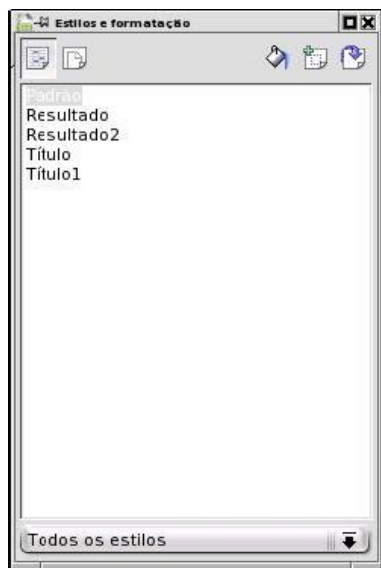 Estilos e formatação
Padrão
Resultado
Resultado2
Título
Título1
Todos os estilos